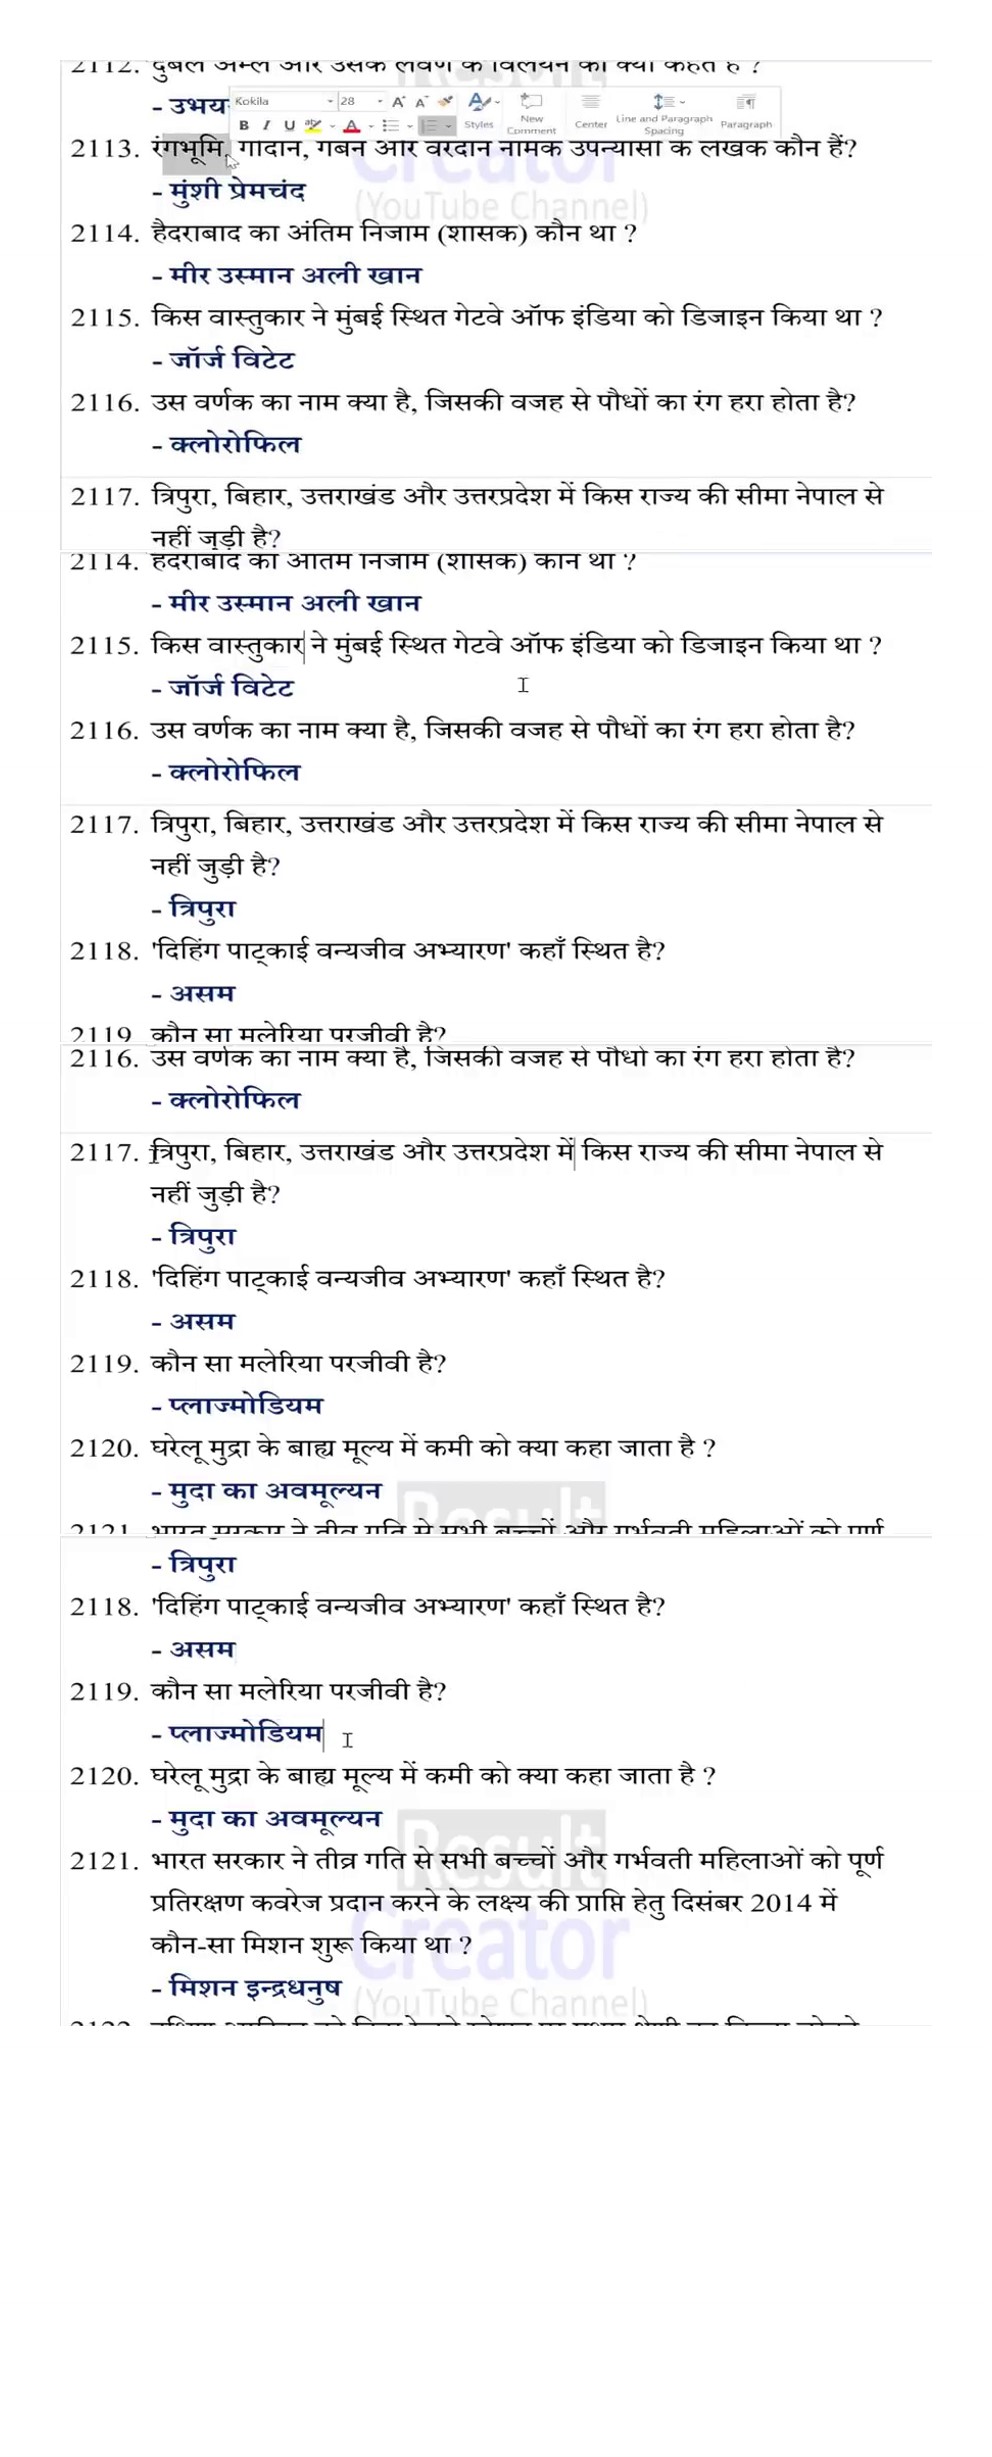 2112. दुर्बल अम्ल और उसके लवण के विलयन को क्या कहते हैं ?
- उभय
Kokila 28
B I U Styles New Comment Center Line and Paragraph Spacing Paragraph
2113. रंगभूमि, गोदान, गबन और वरदान नामक उपन्यासों के लेखक कौन हैं?
- मुंशी प्रेमचंद
Creator
(YouTube Channel)
2114. हैदराबाद का अंतिम निजाम (शासक) कौन था ?
- मीर उस्मान अली खान
2115. किस वास्तुकार ने मुंबई स्थित गेटवे ऑफ इंडिया को डिजाइन किया था ?
- जॉर्ज विटेट
2116. उस वर्णक का नाम क्या है, जिसकी वजह से पौधों का रंग हरा होता है?
- क्लोरोफिल
2117. त्रिपुरा, बिहार, उत्तराखंड और उत्तरप्रदेश में किस राज्य की सीमा नेपाल से
नहीं जुड़ी है?
2114. हैदराबाद का अंतिम निजाम (शासक) कौन था ?
- मीर उस्मान अली खान
2115. किस वास्तुकार ने मुंबई स्थित गेटवे ऑफ इंडिया को डिजाइन किया था ?
- जॉर्ज विटेट
2116. उस वर्णक का नाम क्या है, जिसकी वजह से पौधों का रंग हरा होता है?
- क्लोरोफिल
2117. त्रिपुरा, बिहार, उत्तराखंड और उत्तरप्रदेश में किस राज्य की सीमा नेपाल से
नहीं जुड़ी है?
- त्रिपुरा
2118. 'दिहिंग पाट्काई वन्यजीव अभ्यारण' कहाँ स्थित है?
- असम
2119. कौन सा मलेरिया परजीवी है?
2116. उस वर्णक का नाम क्या है, जिसकी वजह से पौधों का रंग हरा होता है?
- क्लोरोफिल
2117. त्रिपुरा, बिहार, उत्तराखंड और उत्तरप्रदेश में किस राज्य की सीमा नेपाल से
नहीं जुड़ी है?
- त्रिपुरा
2118. 'दिहिंग पाट्काई वन्यजीव अभ्यारण' कहाँ स्थित है?
- असम
2119. कौन सा मलेरिया परजीवी है?
- प्लाज्मोडियम
2120. घरेलू मुद्रा के बाह्य मूल्य में कमी को क्या कहा जाता है ?
- मुदा का अवमूल्यन
Result
2121. भारत सरकार ने तीव्र गति से सभी बच्चों और गर्भवती महिलाओं को पूर्ण
- त्रिपुरा
2118. 'दिहिंग पाट्काई वन्यजीव अभ्यारण' कहाँ स्थित है?
- असम
2119. कौन सा मलेरिया परजीवी है?
- प्लाज्मोडियम
2120. घरेलू मुद्रा के बाह्य मूल्य में कमी को क्या कहा जाता है ?
- मुदा का अवमूल्यन
Result
2121. भारत सरकार ने तीव्र गति से सभी बच्चों और गर्भवती महिलाओं को पूर्ण
प्रतिरक्षण कवरेज प्रदान करने के लक्ष्य की प्राप्ति हेतु दिसंबर 2014 में
Creator
कौन-सा मिशन शुरू किया था ?
- मिशन इन्द्रधनुष
(YouTube Channel)